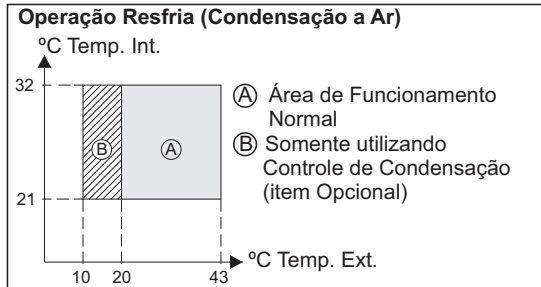 Operação Resfria (Condensação a Ar)
ºC Temp. Int.
32
21
B
A
10 20 43
ºC Temp. Ext.
A Área de Funcionamento
Normal
B Somente utilizando
Controle de Condensação
(item Opcional)